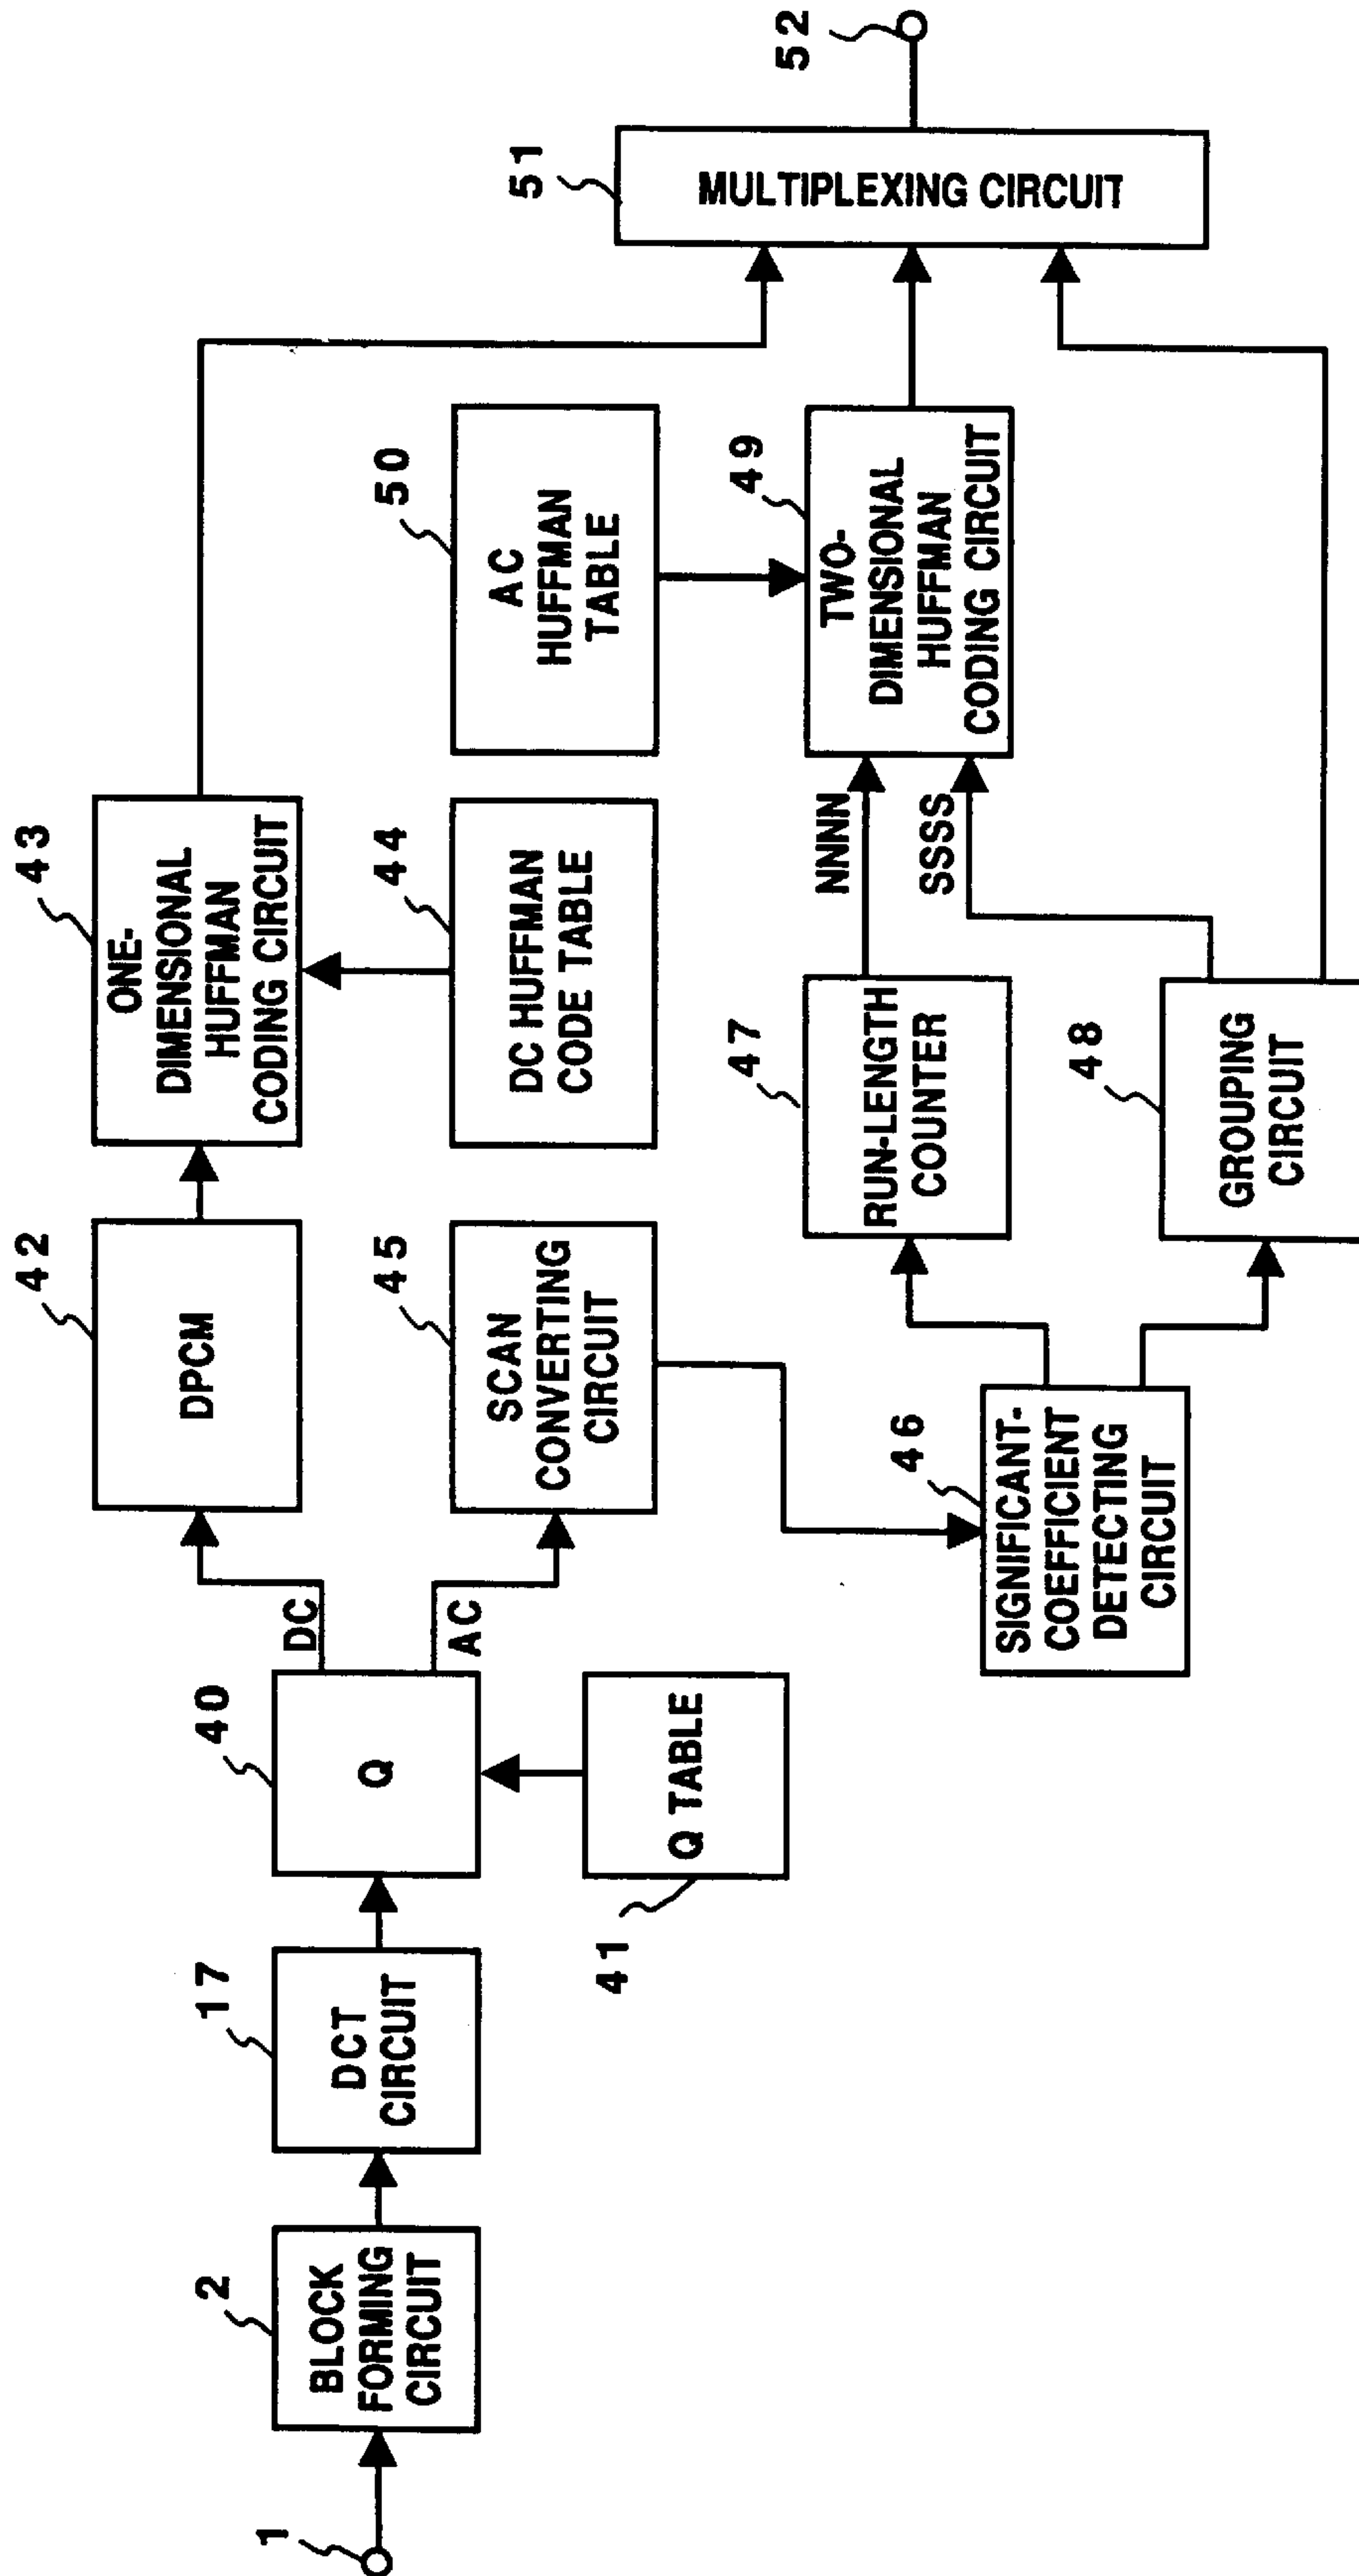 1
2
BLOCK
FORMING
CIRCUIT
17
DCT
CIRCUIT
40
Q
41
Q TABLE
DC
AC
42
DPCM
43
ONE-
DIMENSIONAL
HUFFMAN
CODING CIRCUIT
44
DC HUFFMAN
CODE TABLE
45
SCAN
CONVERTING
CIRCUIT
46
SIGNIFICANT-
COEFFICIENT
DETECTING
CIRCUIT
47
RUN-LENGTH
COUNTER
48
GROUPING
CIRCUIT
NNNN
SSSS
49
TWO-
DIMENSIONAL
HUFFMAN
CODING CIRCUIT
50
AC
HUFFMAN
TABLE
51
MULTIPLEXING CIRCUIT
52